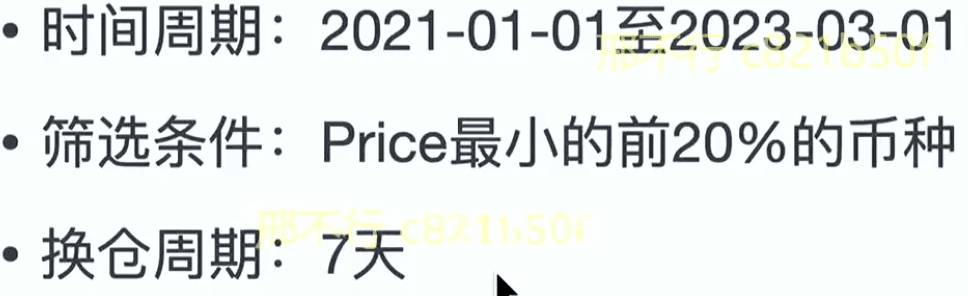 • 时间周期：2021-01-01至2023-03-01
邢不行 c821b50f
• 筛选条件：Price最小的前20%的币种
邢不行 c821b50f
• 换仓周期：7天